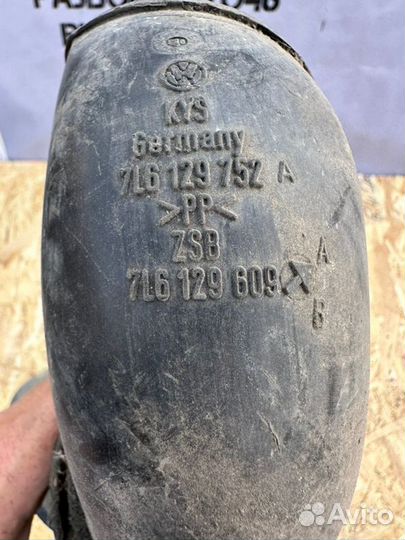 KYS
Germany
7L6 129 752 A
>PP<
ZSB
7L6 129 609 A
B
Avito